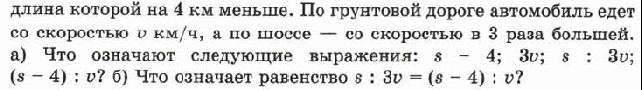 длина которой на 4 км меньше. По грунтовой дороге автомобиль едет
со скоростью v км/ч, а по шоссе — со скоростью в 3 раза большей.
а) Что означают следующие выражения: s – 4; 3v; s : 3v;
(s – 4) : v? б) Что означает равенство s : 3v = (s – 4) : v?